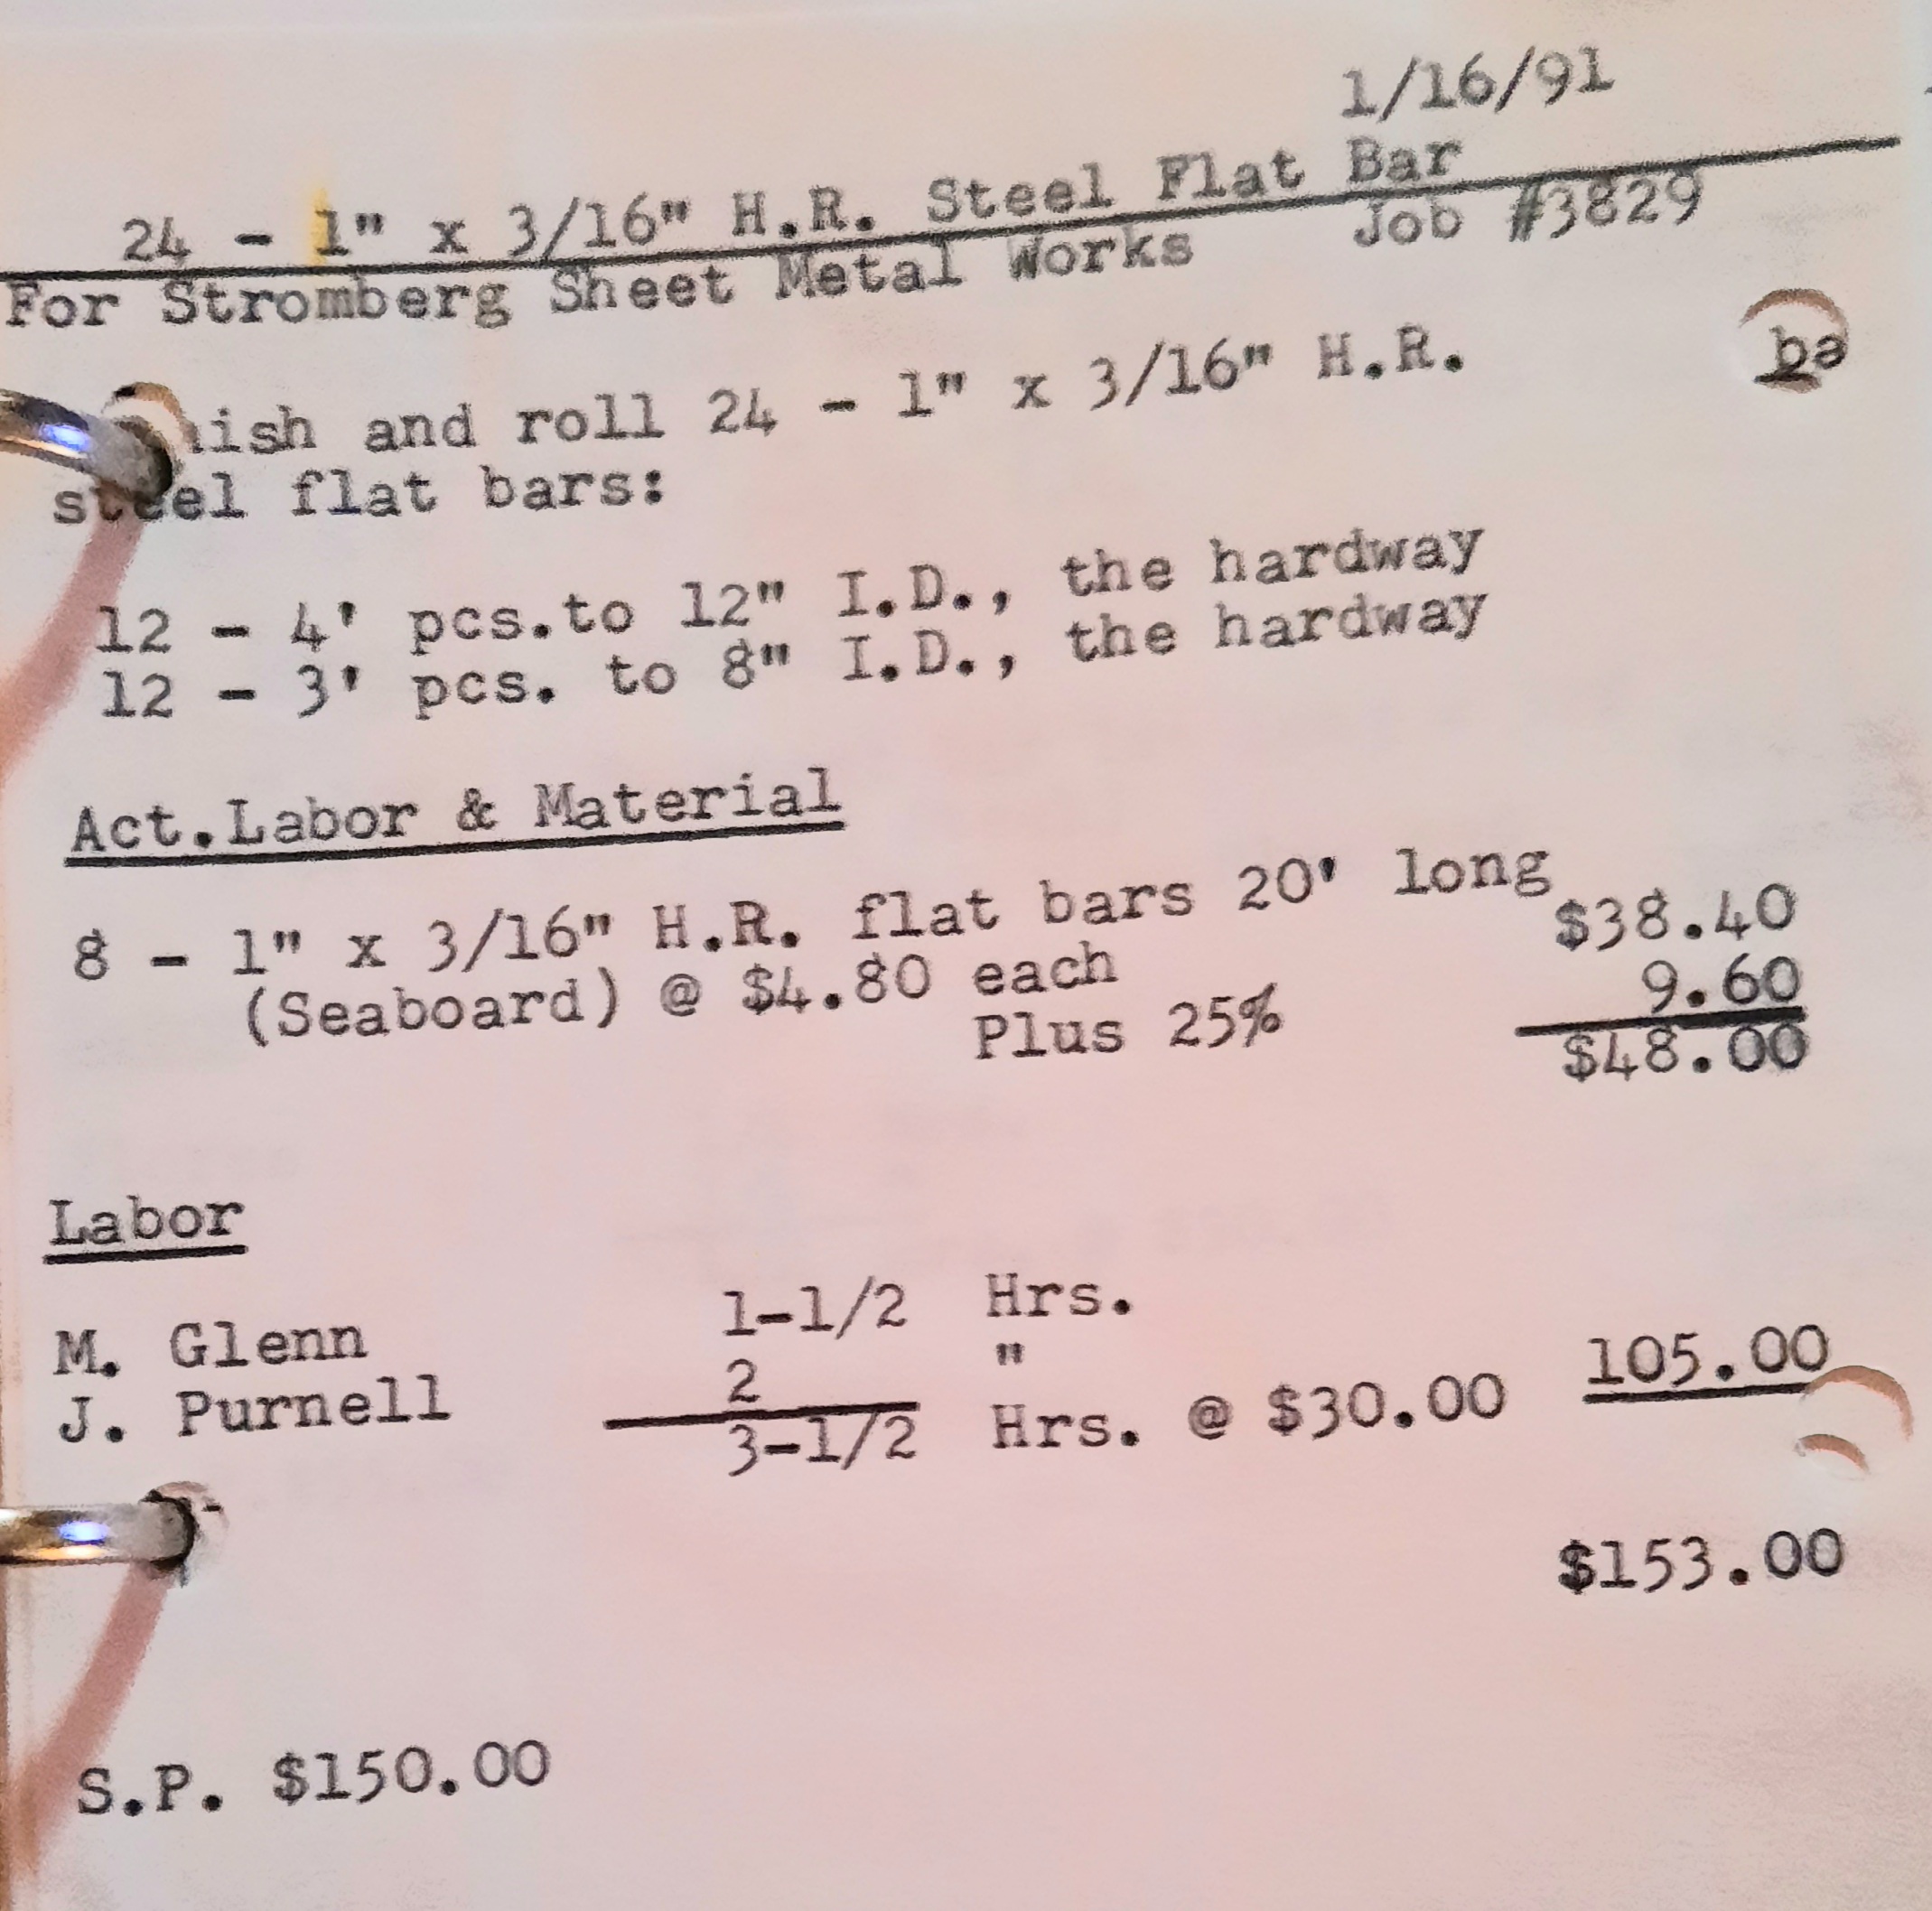 1/16/91
24 - 1" x 3/16" H.R. Steel Flat Bar
For Stromberg Sheet Metal Works Job #3829
ish and roll 24 - 1" x 3/16" H.R.
steel flat bars:
12 - 4' pcs.to 12" I.D., the hardway
12 - 3' pcs. to 8" I.D., the hardway
Act.Labor & Material
8 - 1" x 3/16" H.R. flat bars 20' long $38.40
(Seaboard) @ $4.80 each
Plus 25% 9.60
$48.00
Labor
M. Glenn 1-1/2 Hrs.
J. Purnell 2 "
3-1/2 Hrs. @ $30.00 105.00
$153.00
S.P. $150.00